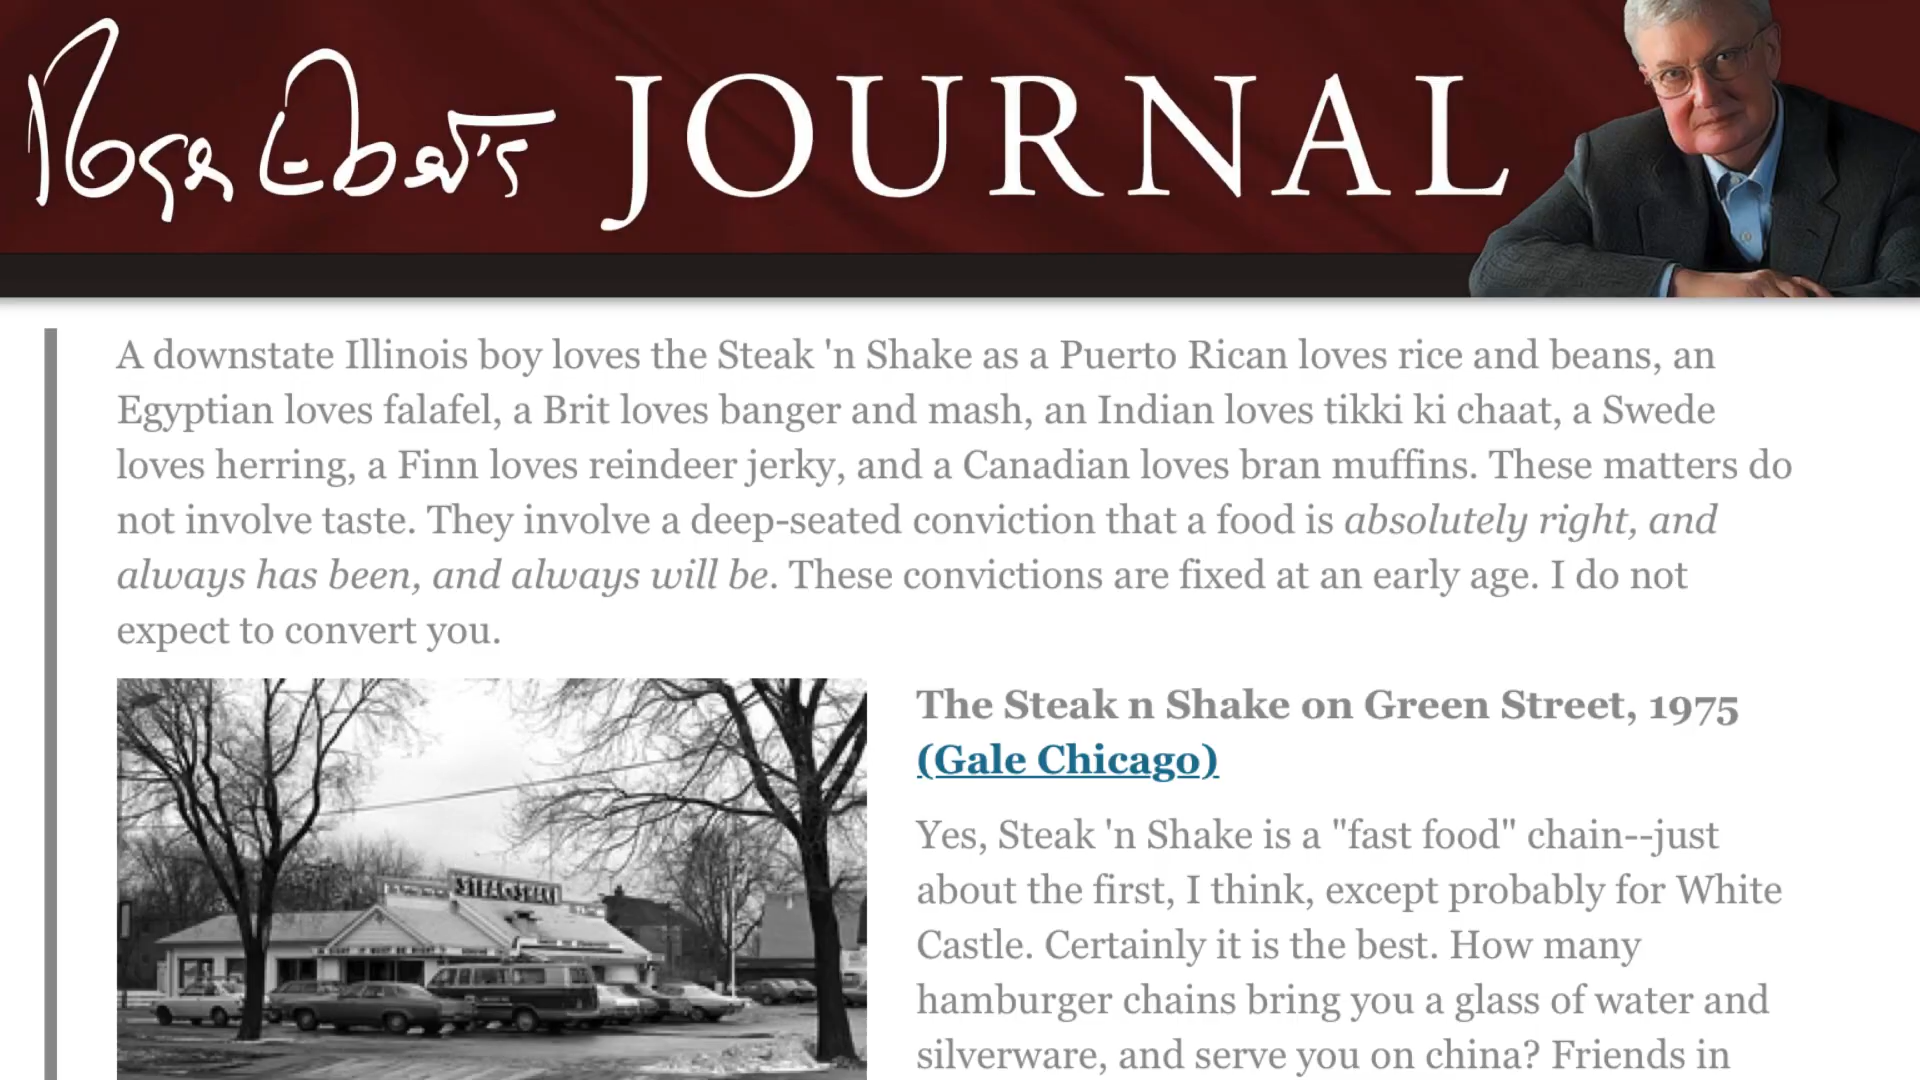 Roger Ebert's JOURNAL
A downstate Illinois boy loves the Steak 'n Shake as a Puerto Rican loves rice and beans, an
Egyptian loves falafel, a Brit loves banger and mash, an Indian loves tikki ki chaat, a Swede
loves herring, a Finn loves reindeer jerky, and a Canadian loves bran muffins. These matters do
not involve taste. They involve a deep-seated conviction that a food is absolutely right, and
always has been, and always will be. These convictions are fixed at an early age. I do not
expect to convert you.
The Steak n Shake on Green Street, 1975
(Gale Chicago)
Yes, Steak 'n Shake is a "fast food" chain--just
about the first, I think, except probably for White
Castle. Certainly it is the best. How many
hamburger chains bring you a glass of water and
silverware, and serve you on china? Friends in